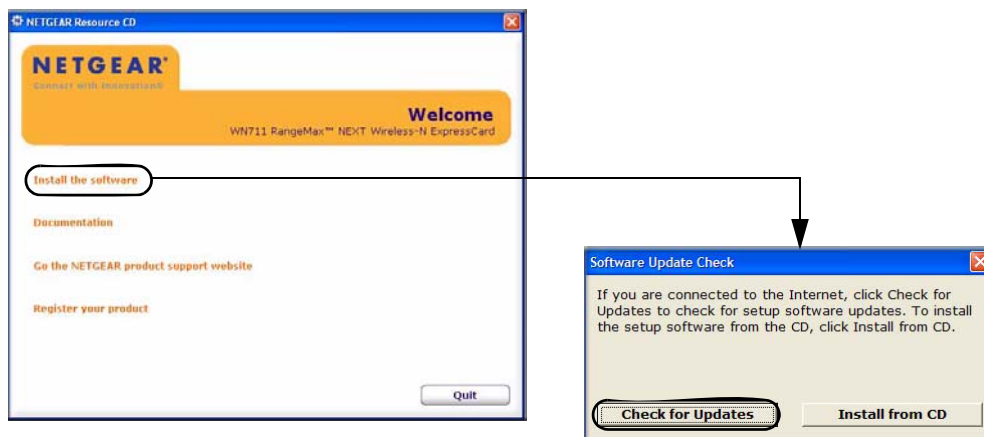 NETGEAR Resource CD
NETGEAR®
Connect with Innovation®
Welcome
WN711 RangeMax™ NEXT Wireless-N ExpressCard
Install the software
Documentation
Go the NETGEAR product support website
Register your product
Quit
Software Update Check
If you are connected to the Internet, click Check for
Updates to check for setup software updates. To install
the setup software from the CD, click Install from CD.
Check for Updates
Install from CD